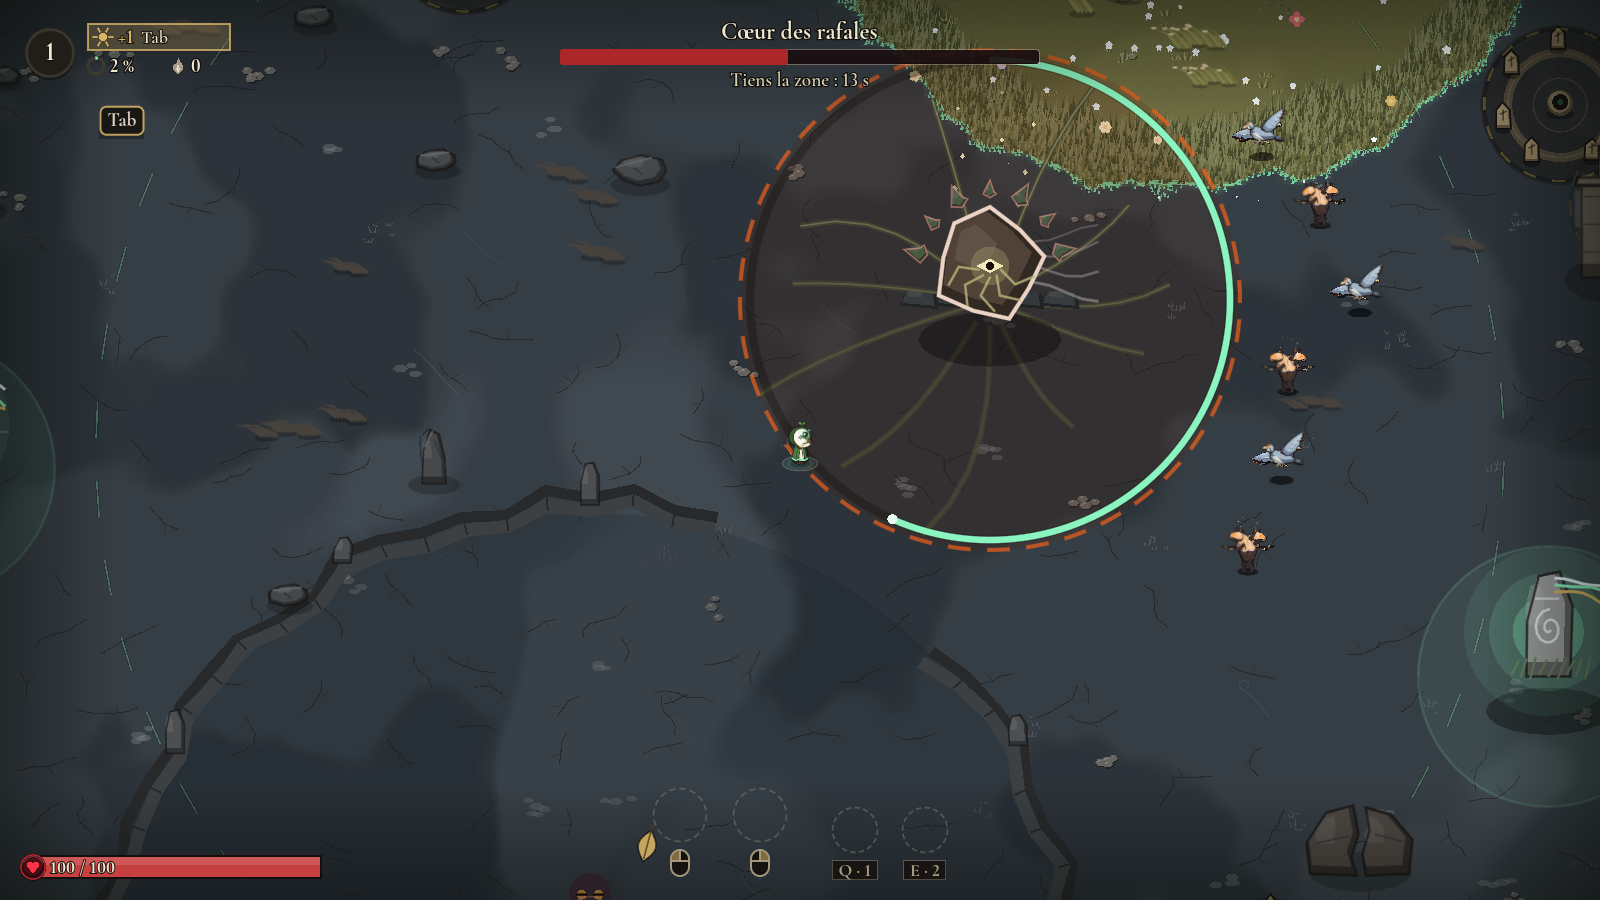 Cœur des rafales
1
+1 Tab
2 %
0
Tiens la zone : 13 s
Tab
100 / 100
Q · 1
E · 2